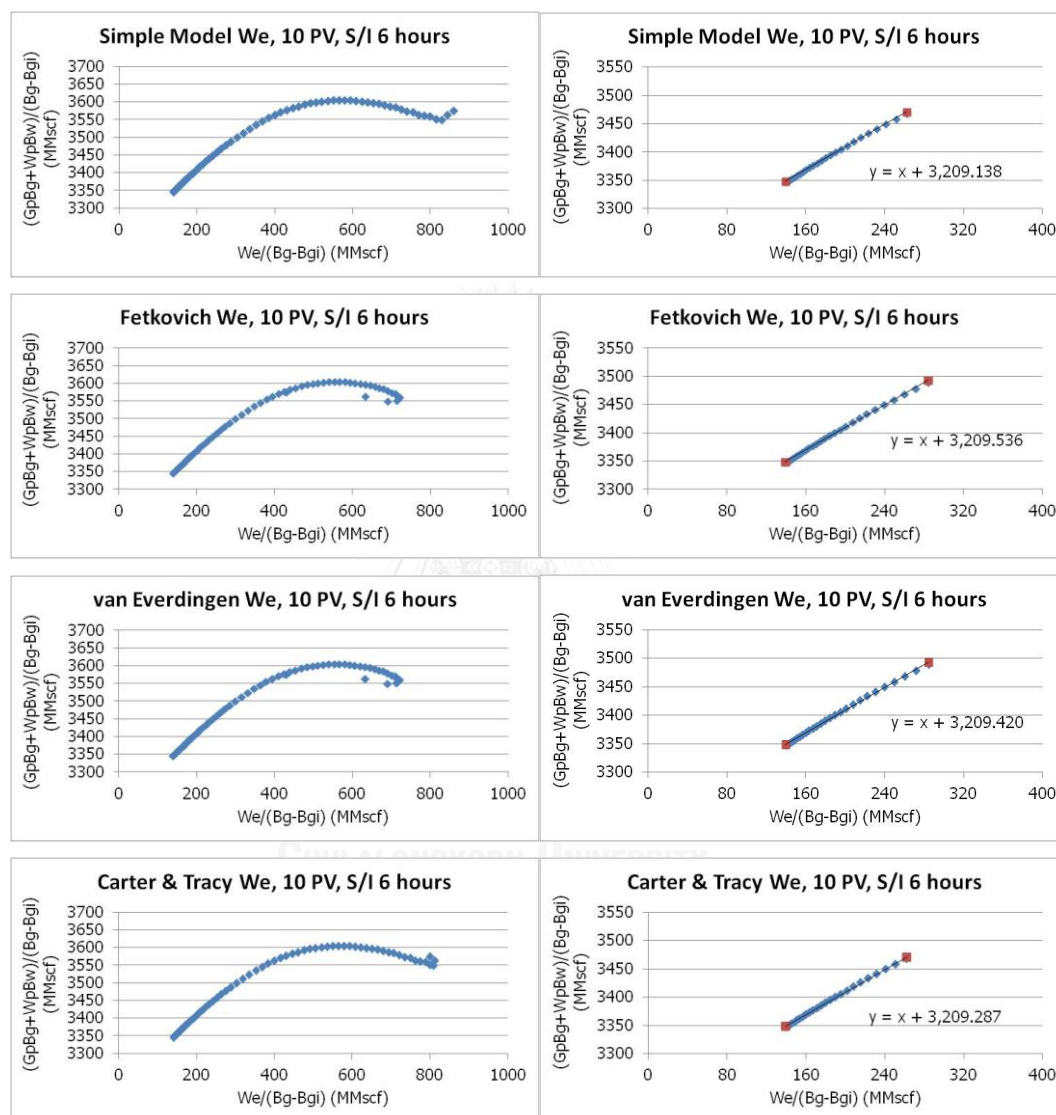 Simple Model We, 10 PV, S/I 6 hours
(GpBg+WpBw)/(Bg-Bgi)
(MMscf)
3700
3650
3600
3550
3500
3450
3400
3350
3300
0 200 400 600 800 1000
We/(Bg-Bgi) (MMscf)
Simple Model We, 10 PV, S/I 6 hours
(GpBg+WpBw)/(Bg-Bgi)
(MMscf)
3550
3500
3450
3400
3350
3300
y = x + 3,209.138
0 80 160 240 320 400
We/(Bg-Bgi) (MMscf)
Fetkovich We, 10 PV, S/I 6 hours
(GpBg+WpBw)/(Bg-Bgi)
(MMscf)
3700
3650
3600
3550
3500
3450
3400
3350
3300
0 200 400 600 800 1000
We/(Bg-Bgi) (MMscf)
Fetkovich We, 10 PV, S/I 6 hours
(GpBg+WpBw)/(Bg-Bgi)
(MMscf)
3550
3500
3450
3400
3350
3300
y = x + 3,209.536
0 80 160 240 320 400
We/(Bg-Bgi) (MMscf)
van Everdingen We, 10 PV, S/I 6 hours
(GpBg+WpBw)/(Bg-Bgi)
(MMscf)
3700
3650
3600
3550
3500
3450
3400
3350
3300
0 200 400 600 800 1000
We/(Bg-Bgi) (MMscf)
van Everdingen We, 10 PV, S/I 6 hours
(GpBg+WpBw)/(Bg-Bgi)
(MMscf)
3550
3500
3450
3400
3350
3300
y = x + 3,209.420
0 80 160 240 320 400
We/(Bg-Bgi) (MMscf)
CHULALONGKORN UNIVERSITY
Carter & Tracy We, 10 PV, S/I 6 hours
(GpBg+WpBw)/(Bg-Bgi)
(MMscf)
3700
3650
3600
3550
3500
3450
3400
3350
3300
0 200 400 600 800 1000
We/(Bg-Bgi) (MMscf)
Carter & Tracy We, 10 PV, S/I 6 hours
(GpBg+WpBw)/(Bg-Bgi)
(MMscf)
3550
3500
3450
3400
3350
3300
y = x + 3,209.287
0 80 160 240 320 400
We/(Bg-Bgi) (MMscf)